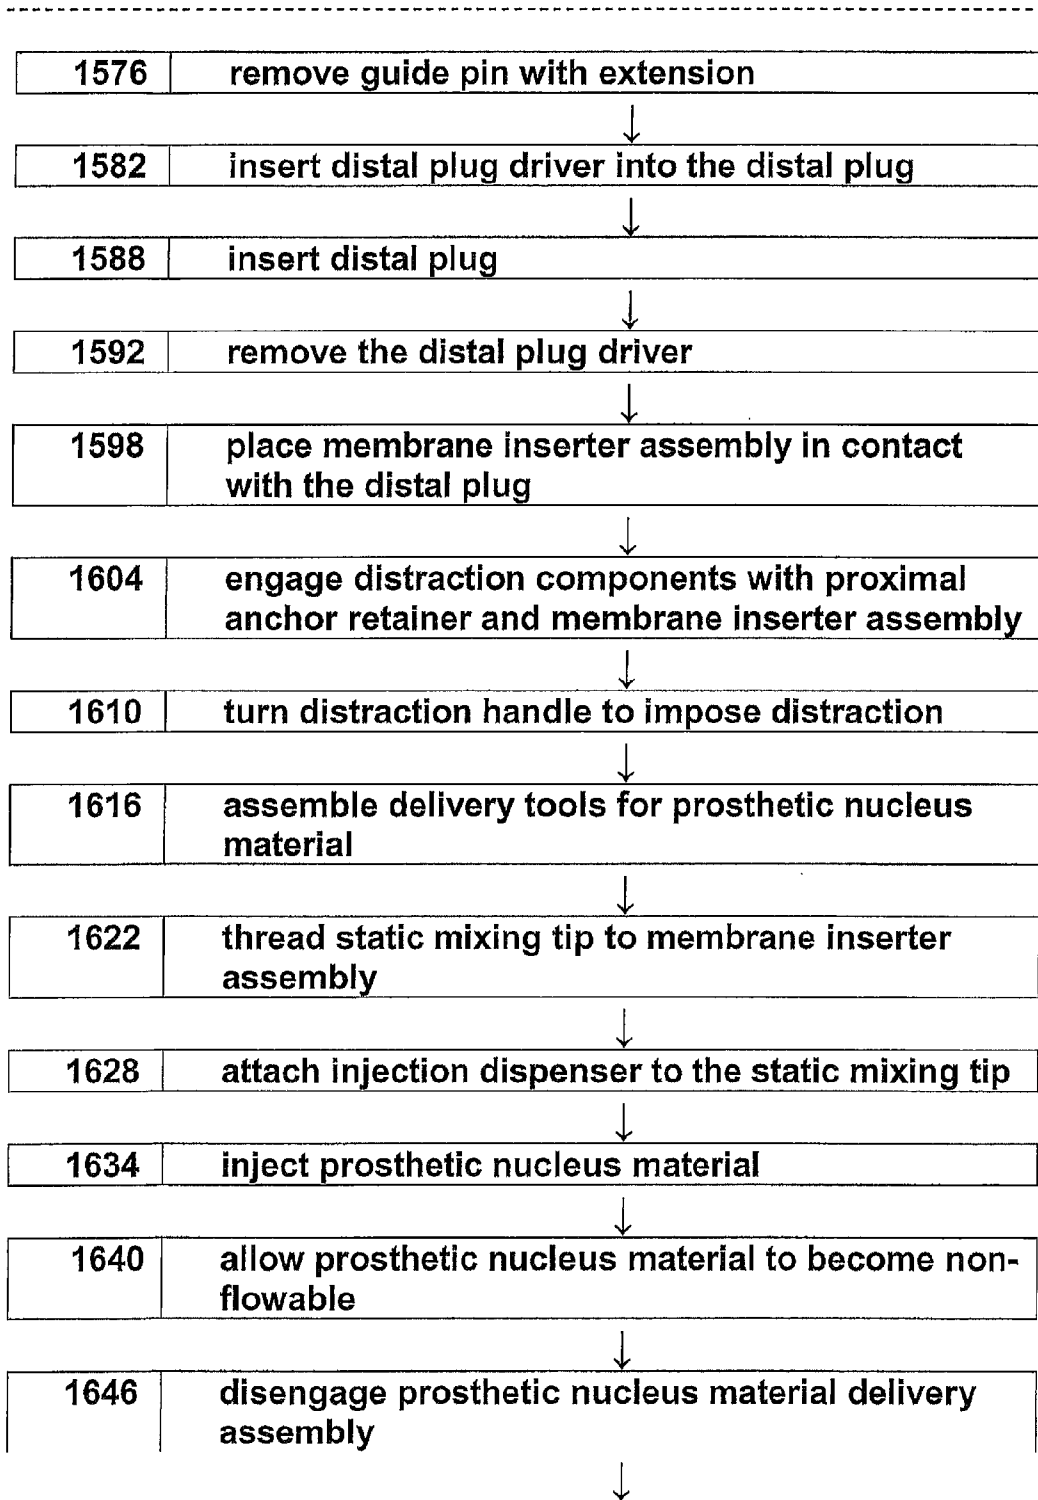 1576 remove guide pin with extension
1582 insert distal plug driver into the distal plug
1588 insert distal plug
1592 remove the distal plug driver
1598 place membrane inserter assembly in contact
with the distal plug
1604 engage distraction components with proximal
anchor retainer and membrane inserter assembly
1610 turn distraction handle to impose distraction
1616 assemble delivery tools for prosthetic nucleus
material
1622 thread static mixing tip to membrane inserter
assembly
1628 attach injection dispenser to the static mixing tip
1634 inject prosthetic nucleus material
1640 allow prosthetic nucleus material to become non-
flowable
1646 disengage prosthetic nucleus material delivery
assembly